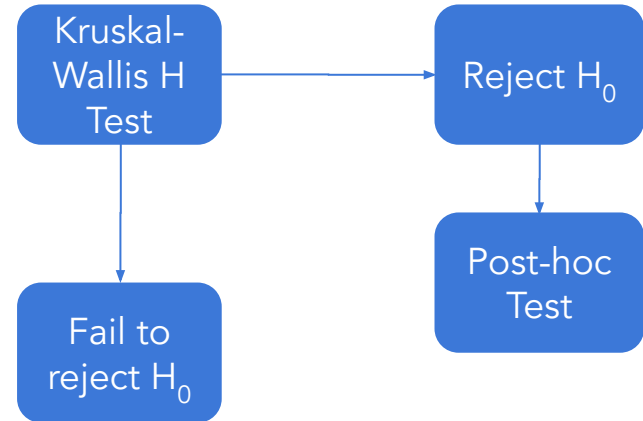 Kruskal-
Wallis H
Test
Reject H₀
Post-hoc
Test
Fail to
reject H₀